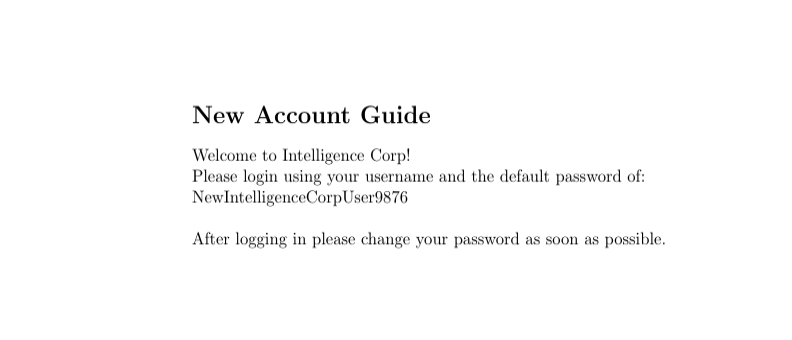 New Account Guide
Welcome to Intelligence Corp!
Please login using your username and the default password of:
NewIntelligenceCorpUser9876
After logging in please change your password as soon as possible.